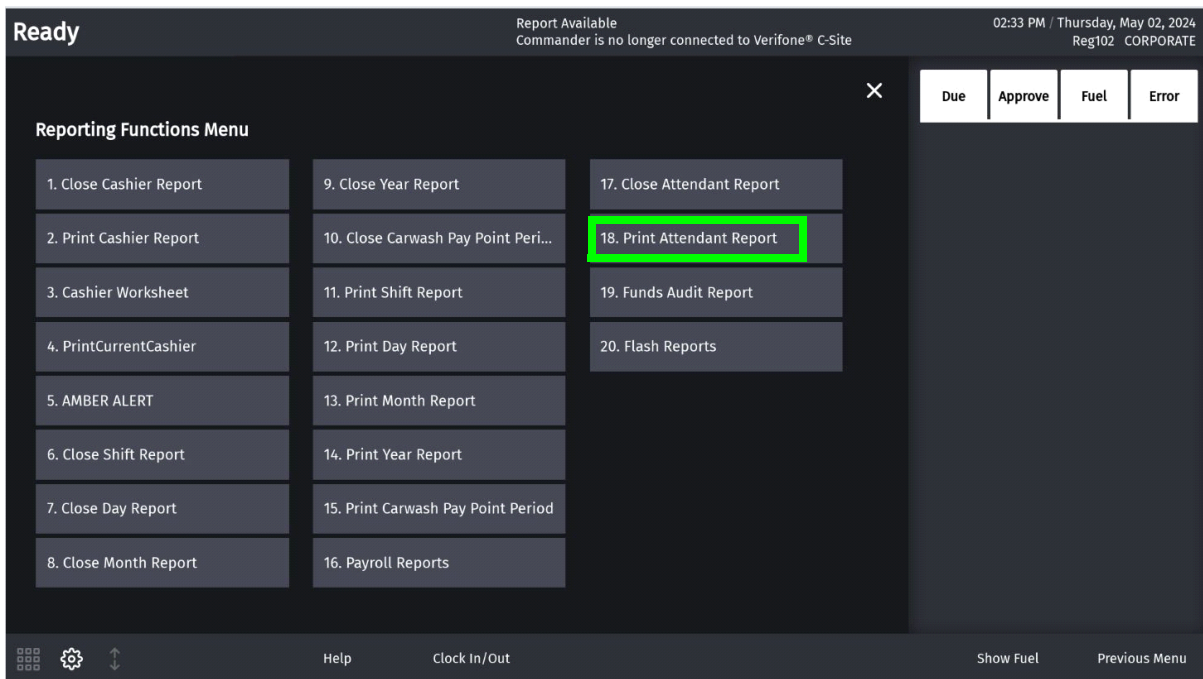 Ready
Report Available
Commander is no longer connected to Verifone® C-Site
02:33 PM / Thursday, May 02, 2024
Reg102 CORPORATE
Due
Approve
Fuel
Error
Reporting Functions Menu
1. Close Cashier Report
2. Print Cashier Report
3. Cashier Worksheet
4. PrintCurrentCashier
5. AMBER ALERT
6. Close Shift Report
7. Close Day Report
8. Close Month Report
9. Close Year Report
10. Close Carwash Pay Point Peri...
11. Print Shift Report
12. Print Day Report
13. Print Month Report
14. Print Year Report
15. Print Carwash Pay Point Period
16. Payroll Reports
17. Close Attendant Report
18. Print Attendant Report
19. Funds Audit Report
20. Flash Reports
Help
Clock In/Out
Show Fuel
Previous Menu